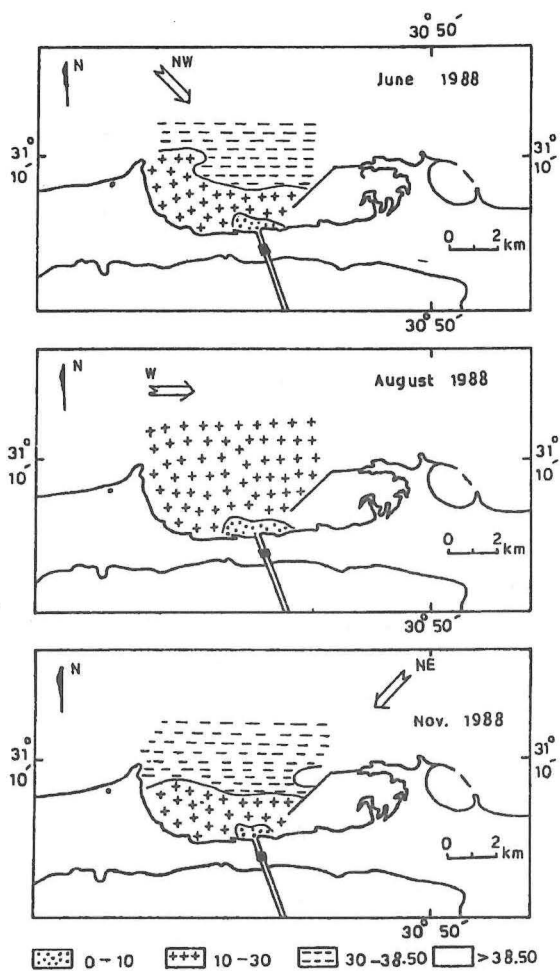 30° 50′
N
NW
June 1988
31° 10′
31° 10′
0 2
km
30° 50′
N
W
August 1988
31° 10′
31° 10′
0 2
km
30° 50′
N
NE
Nov. 1988
31° 10′
31° 10′
0 2
km
30° 50′
0-10
10-30
30-38.50
>38.50